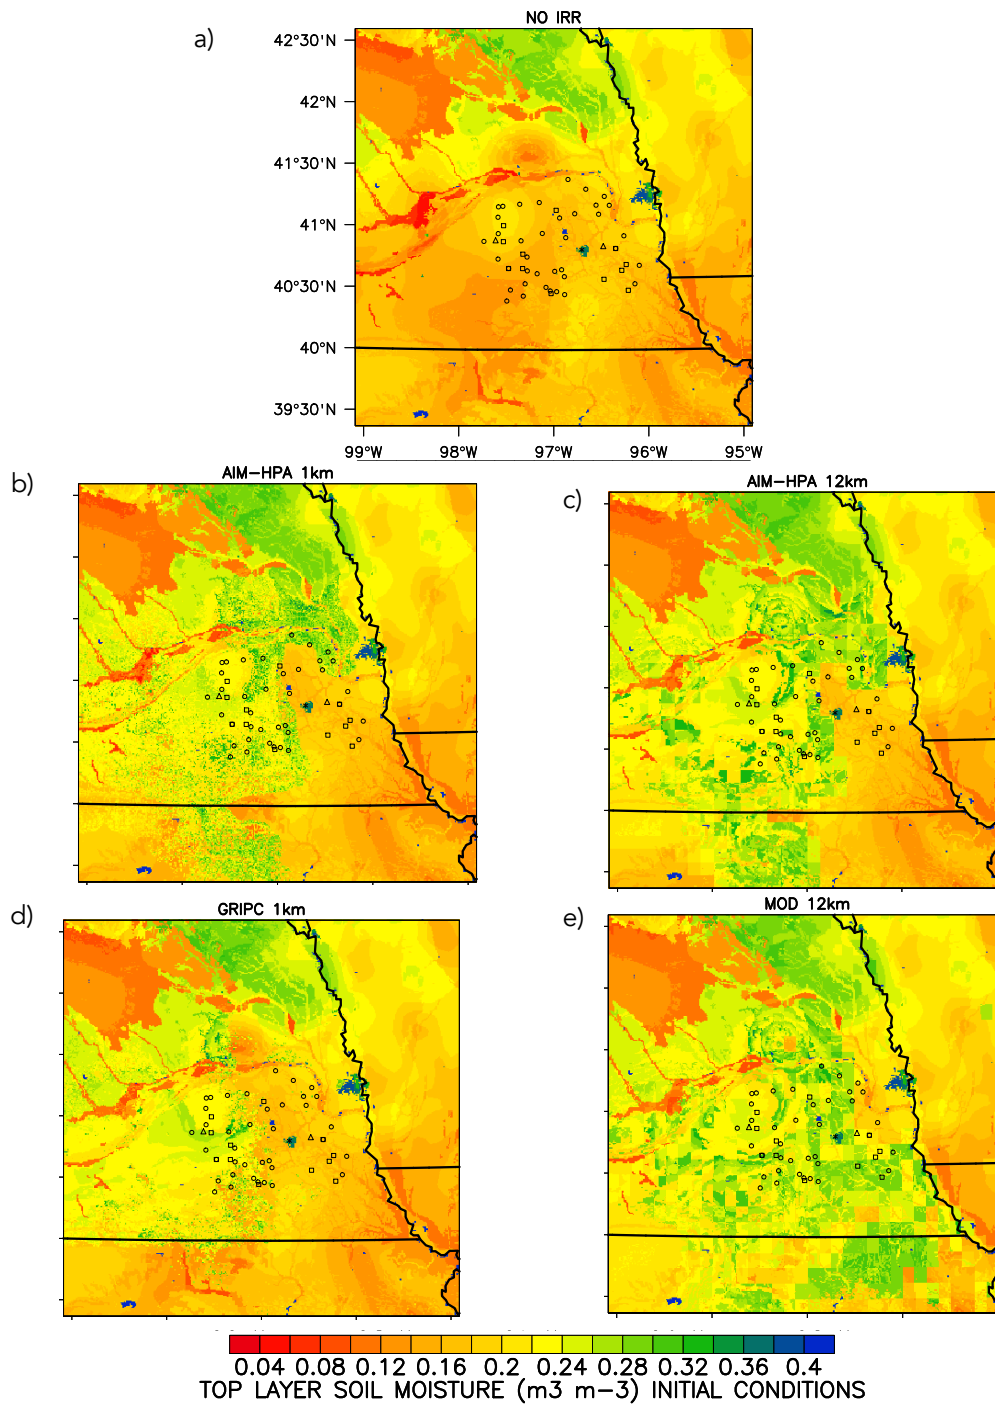 NO IRR
a)
42°30'N
42°N
41°30'N
41°N
40°30'N
40°N
39°30'N
99°W 98°W 97°W 96°W 95°W
b)
AIM-HPA 1km
c)
AIM-HPA 12km
d)
GRIPC 1km
e)
MOD 12km
0.04 0.08 0.12 0.16 0.2 0.24 0.28 0.32 0.36 0.4
TOP LAYER SOIL MOISTURE (m3 m-3) INITIAL CONDITIONS